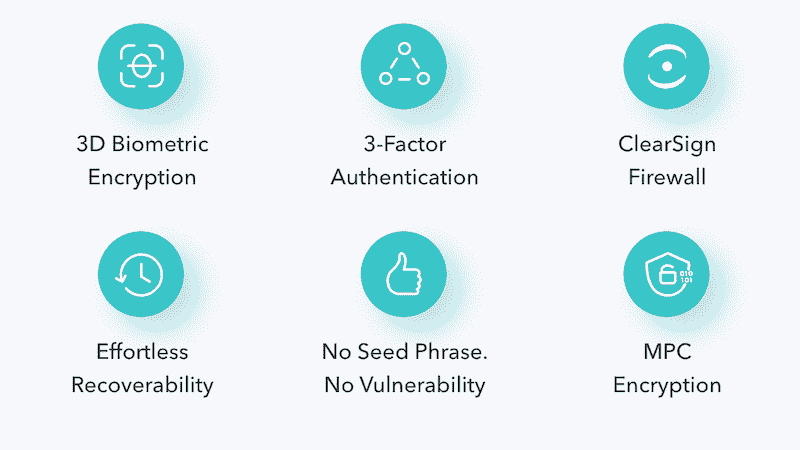 3D Biometric
Encryption
3-Factor
Authentication
ClearSign
Firewall
Effortless
Recoverability
No Seed Phrase.
No Vulnerability
010
101
MPC
Encryption